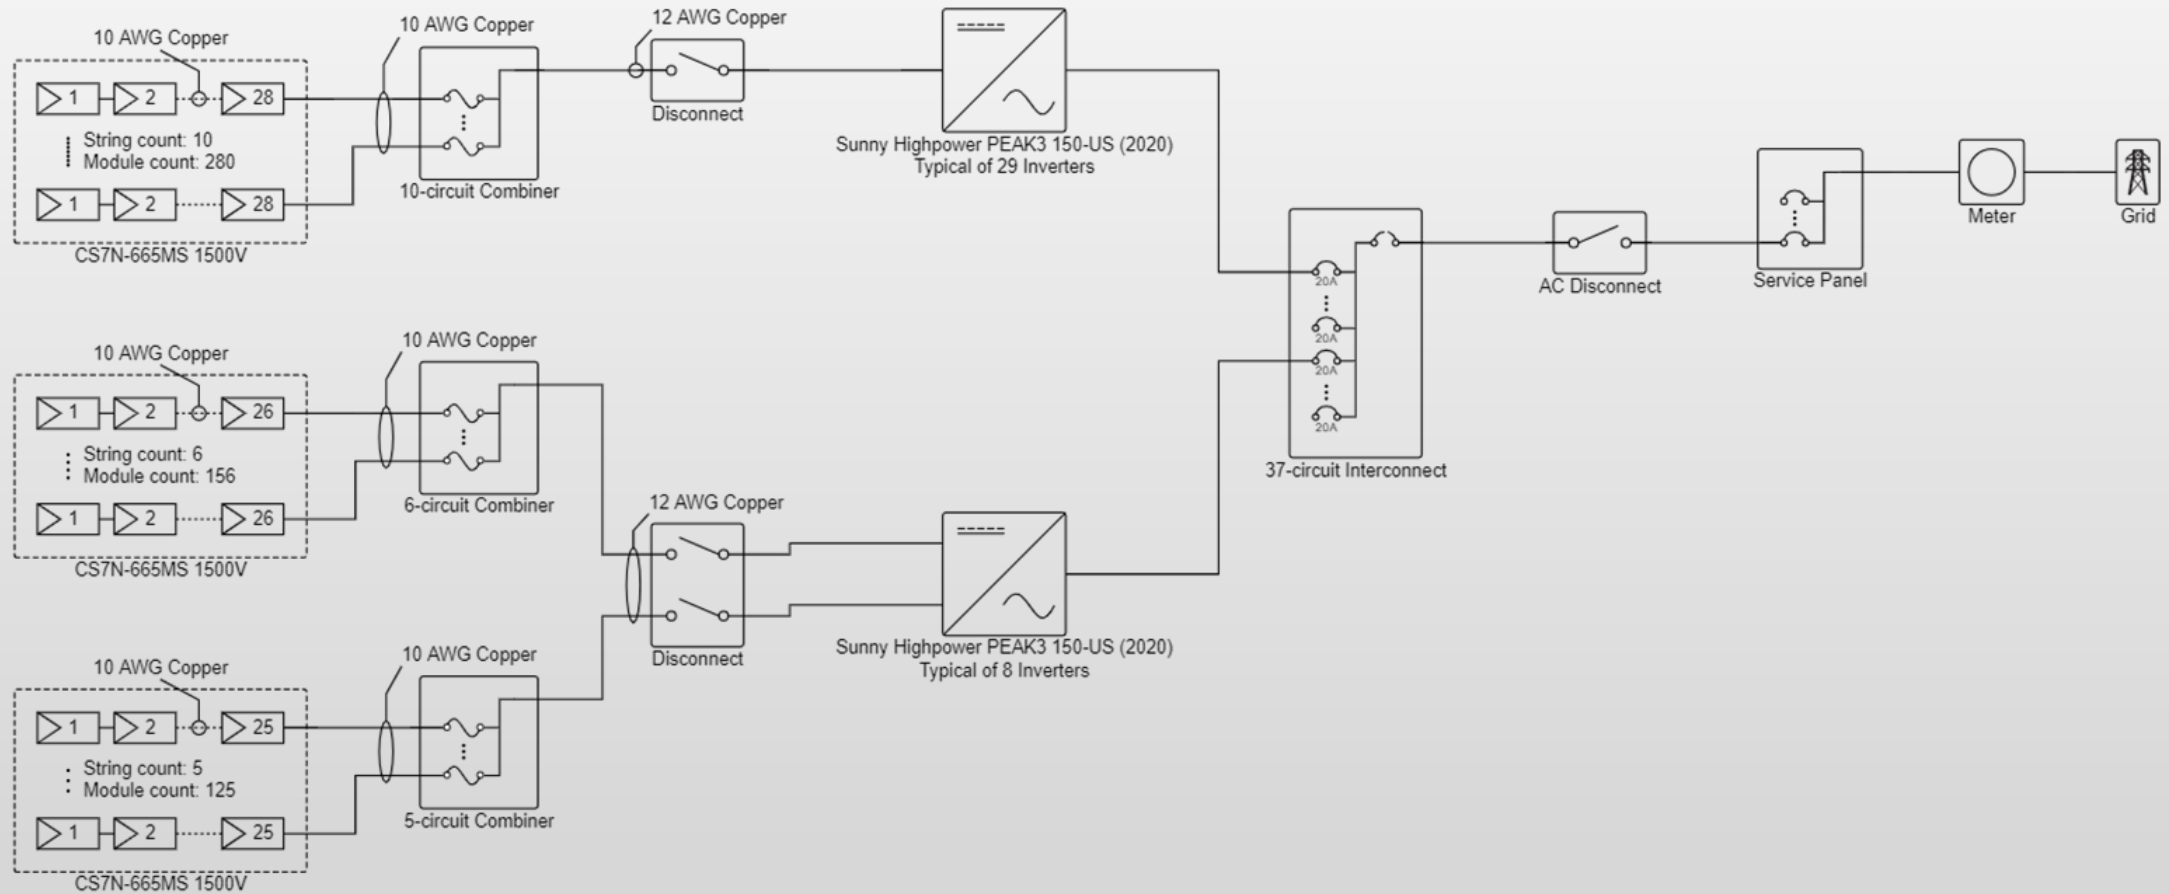 10 AWG Copper
10 AWG Copper
12 AWG Copper
1 2 28
String count: 10
Module count: 280
1 2 28
CS7N-665MS 1500V
10-circuit Combiner
Disconnect
Sunny Highpower PEAK3 150-US (2020)
Typical of 29 Inverters
10 AWG Copper
10 AWG Copper
1 2 26
String count: 6
Module count: 156
1 2 26
CS7N-665MS 1500V
6-circuit Combiner
12 AWG Copper
Disconnect
Sunny Highpower PEAK3 150-US (2020)
Typical of 8 Inverters
10 AWG Copper
10 AWG Copper
1 2 25
String count: 5
Module count: 125
1 2 25
CS7N-665MS 1500V
5-circuit Combiner
20A
20A
20A
20A
37-circuit Interconnect
AC Disconnect
Service Panel
Meter
Grid